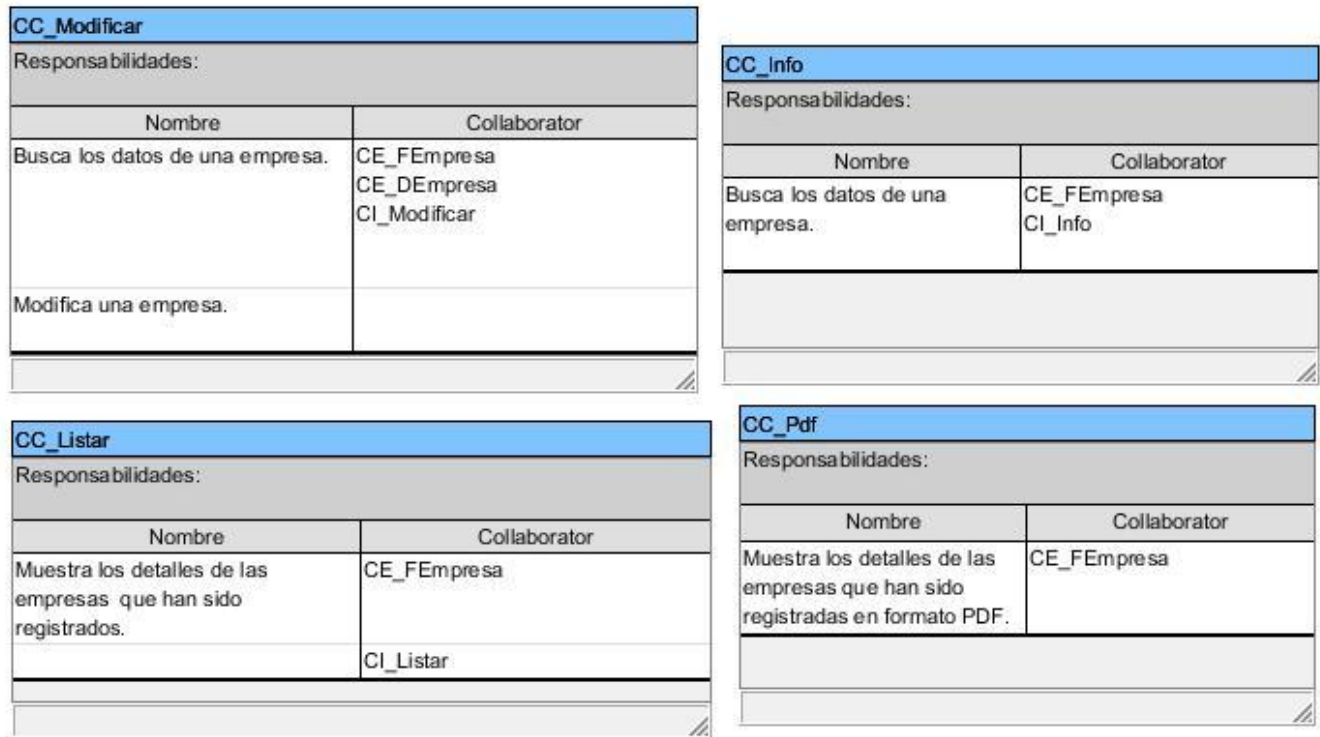 CC_Modificar
Responsabilidades:
Nombre
Collaborator
Busca los datos de una empresa.
CE_FEmpresa
CE_DEmpresa
CI_Modificar
Modifica una empresa.
CC_Info
Responsabilidades:
Nombre
Collaborator
Busca los datos de una
empresa.
CE_FEmpresa
CI_Info
CC_Listar
Responsabilidades:
Nombre
Collaborator
Muestra los detalles de las
empresas que han sido
registrados.
CE_FEmpresa
CI_Listar
CC_Pdf
Responsabilidades:
Nombre
Collaborator
Muestra los detalles de las
empresas que han sido
registradas en formato PDF.
CE_FEmpresa